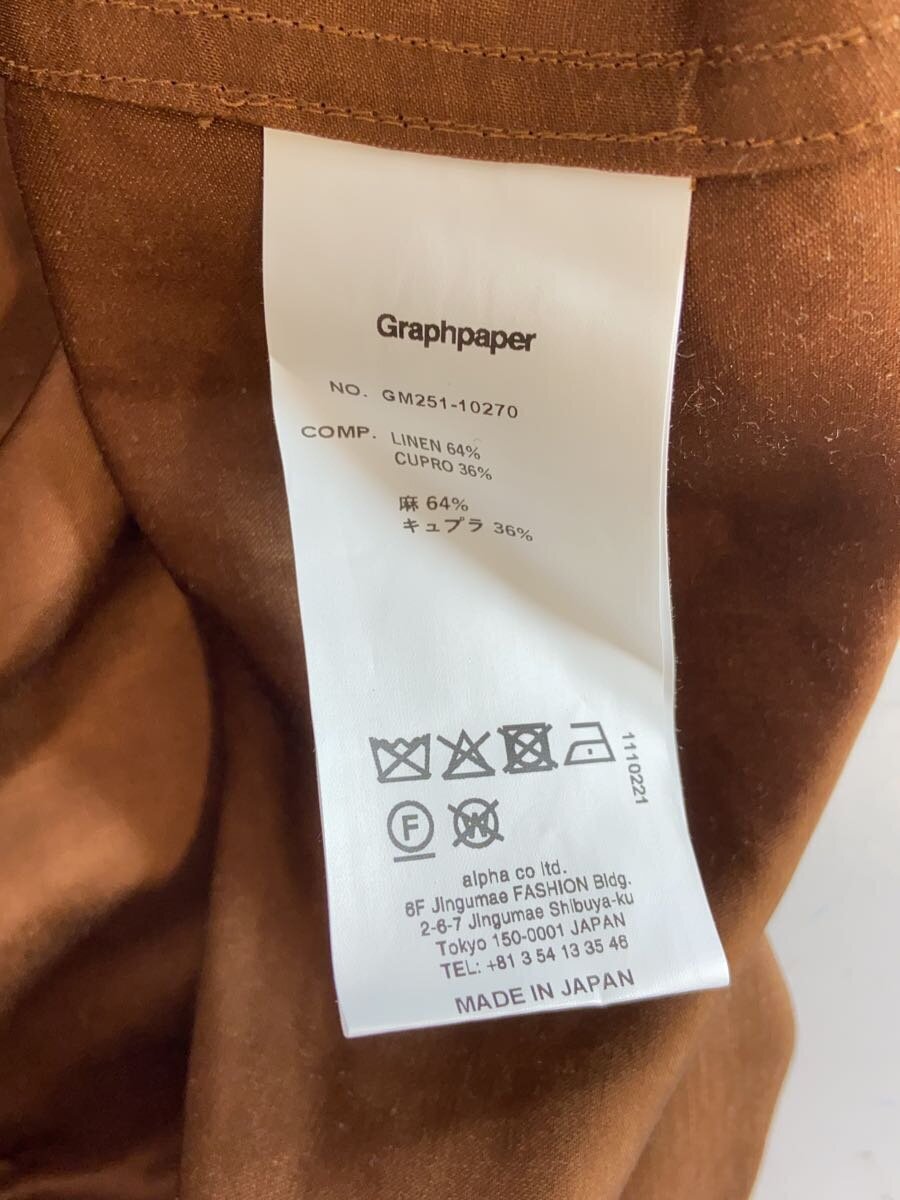 Graphpaper
NO. GM251-10270
COMP. LINEN 64%
CUPRO 36%
麻 64%
キュプラ 36%
1110221
F W
alpha co ltd.
6F Jingumae FASHION Bldg.
2-6-7 Jingumae Shibuya-ku
Tokyo 150-0001 JAPAN
TEL: +81 3 54 13 35 46
MADE IN JAPAN